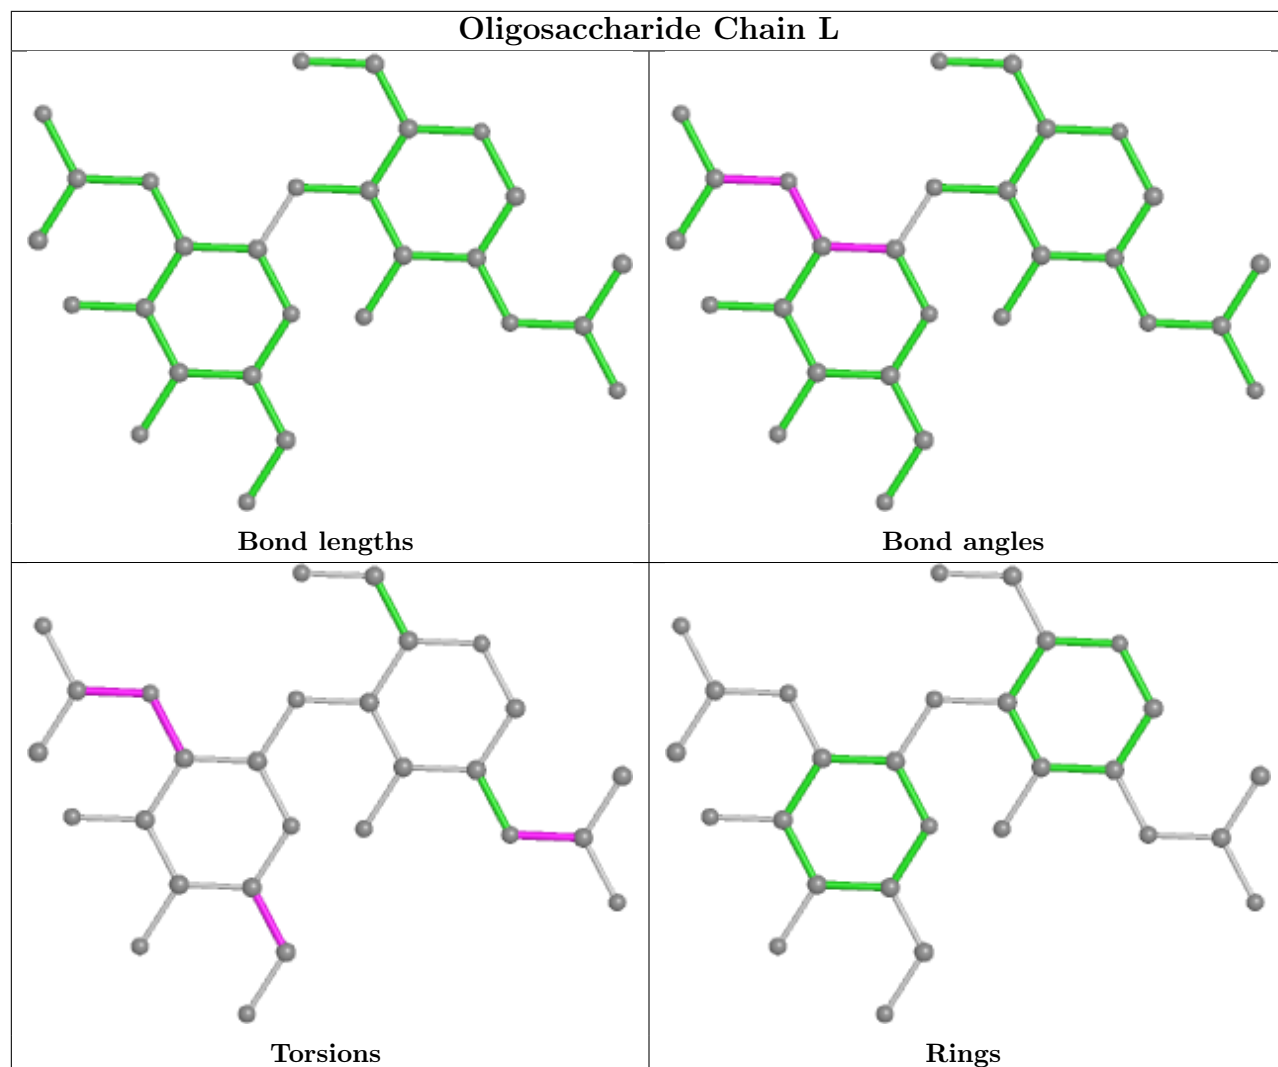 Oligosaccharide Chain L
Bond lengths
Bond angles
Torsions
Rings